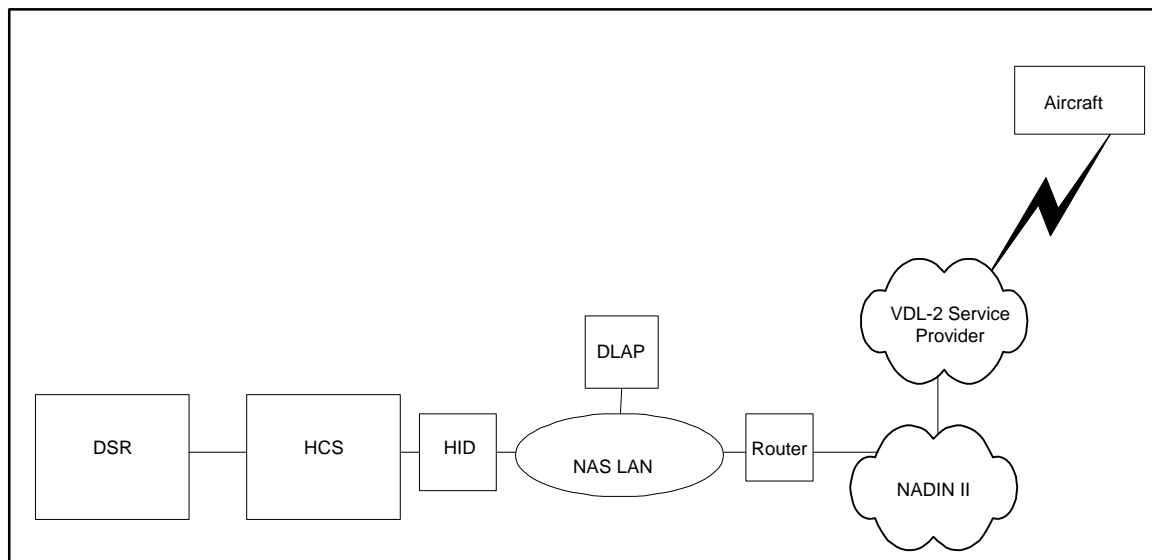 Aircraft
VDL-2 Service
Provider
DLAP
DSR
HCS
HID
NAS LAN
Router
NADIN II